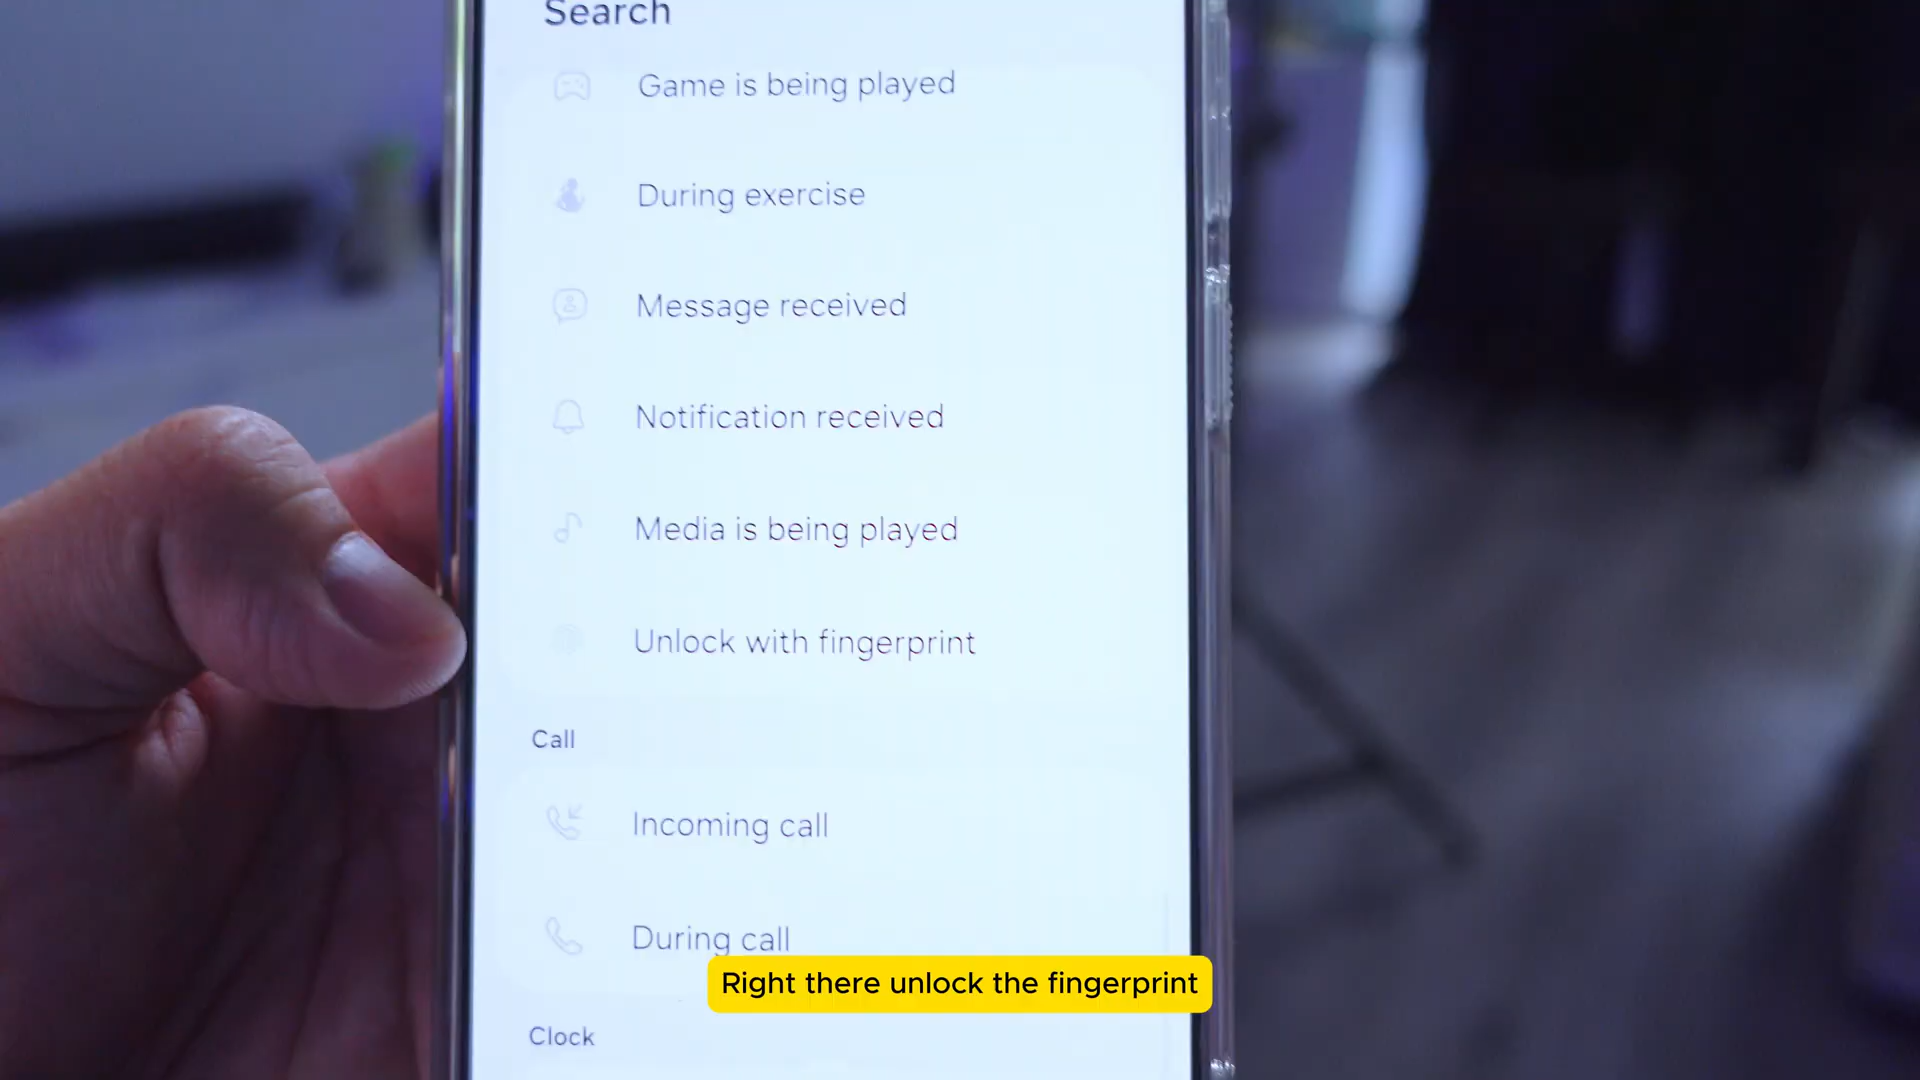 Search
Game is being played
During exercise
Message received
Notification received
Media is being played
Unlock with fingerprint
Call
Incoming call
During call
Right there unlock the fingerprint
Clock